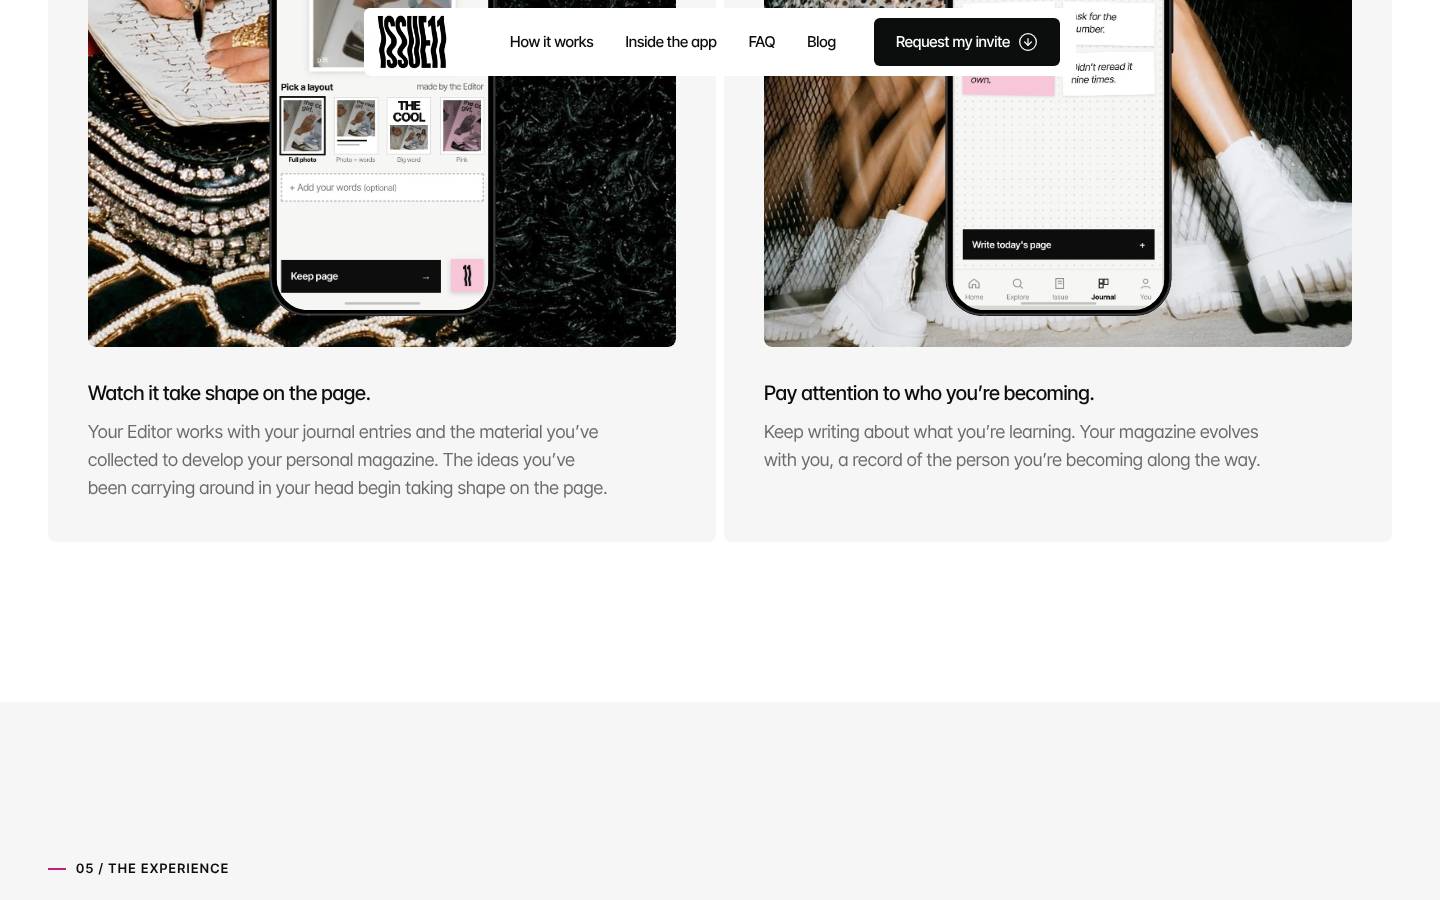 ISSUE11
How it works
Inside the app
FAQ
Blog
Request my invite
gift
Pick a layout
made by the Editor
THE
COOL
Full photo
Photo + words
Big word
Pink
+ Add your words (optional)
Keep page →
11
ask for the
number.
didn't reread it
nine times.
own.
Write today's page +
Home
Explore
Issue
Journal
You
Watch it take shape on the page.
Your Editor works with your journal entries and the material you’ve
collected to develop your personal magazine. The ideas you’ve
been carrying around in your head begin taking shape on the page.
Pay attention to who you’re becoming.
Keep writing about what you’re learning. Your magazine evolves
with you, a record of the person you’re becoming along the way.
05 / THE EXPERIENCE